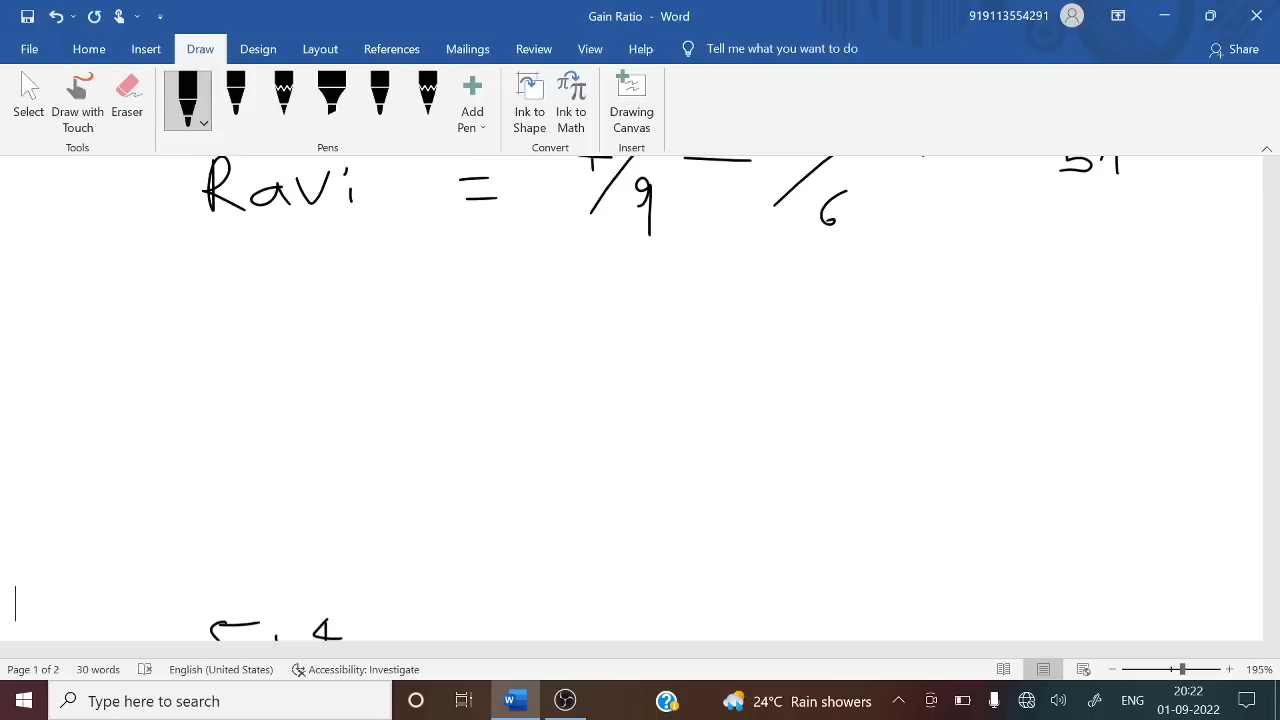 Gain Ratio - Word
919113554291
File Home Insert Draw Design Layout References Mailings Review View Help Tell me what you want to do Share
Select Draw with Touch Eraser Add Pen Ink to Shape Ink to Math Drawing Canvas
Tools Pens Convert Insert
Ravi = /9 /6
5:4
Page 1 of 2 30 words English (United States) Accessibility: Investigate 195%
Type here to search 24°C Rain showers ENG 20:22
01-09-2022